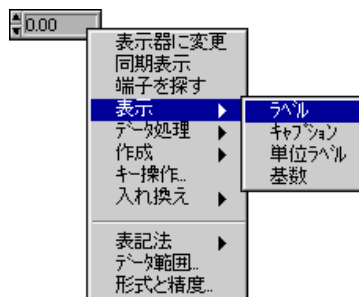 0.00
表示器に変更
同期表示
端子を探す
表示
データ処理
作成
キー操作...
入れ換え
表記法
データ範囲...
形式と精度...
ラベル
キャプション
単位ラベル
基数